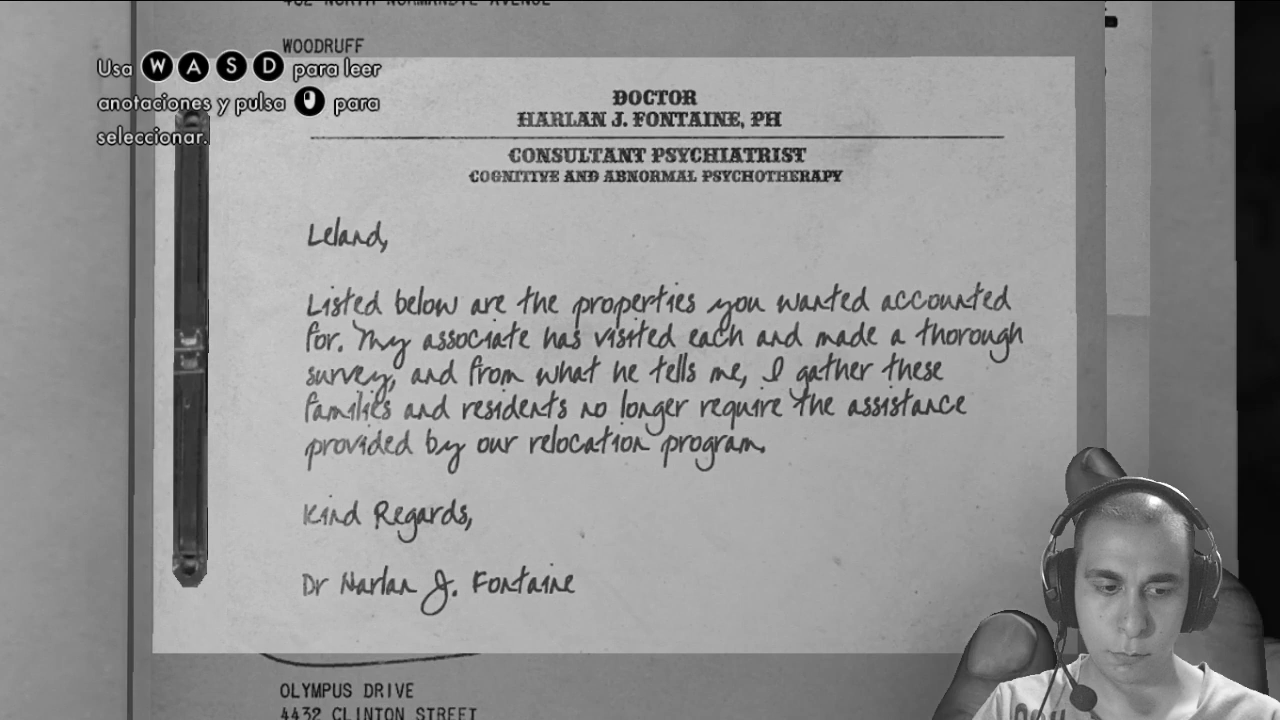 WOODRUFF
Usa W A S D para leer
anotaciones y pulsa para
seleccionar.
DOCTOR
HARLAN J. FONTAINE, PH
CONSULTANT PSYCHIATRIST
COGNITIVE AND ABNORMAL PSYCHOTHERAPY
Leland,
Listed below are the properties you wanted accounted
for. My associate has visited each and made a thorough
survey, and from what he tells me, I gather these
families and residents no longer require the assistance
provided by our relocation program.
Kind Regards,
Dr Harlan J. Fontaine
OLYMPUS DRIVE
4432 CLINTON STREET